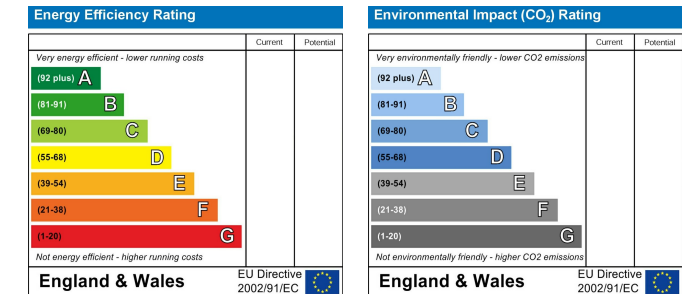 Energy Efficiency Rating
Current Potential
Very energy efficient - lower running costs
(92 plus) A
(81-91) B
(69-80) C
(55-68) D
(39-54) E
(21-38) F
(1-20) G
Not energy efficient - higher running costs
England & Wales
EU Directive
2002/91/EC
Environmental Impact (CO₂) Rating
Current Potential
Very environmentally friendly - lower CO2 emissions
(92 plus) A
(81-91) B
(69-80) C
(55-68) D
(39-54) E
(21-38) F
(1-20) G
Not environmentally friendly - higher CO2 emissions
England & Wales
EU Directive
2002/91/EC